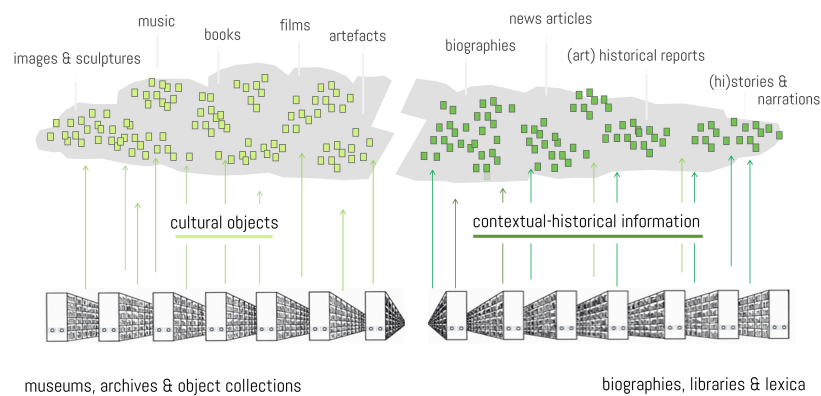 music
books
films
artefacts
images & sculptures
news articles
biographies
(art) historical reports
(hi)stories &
narrations
cultural objects
contextual-historical information
museums, archives & object collections
biographies, libraries & lexica